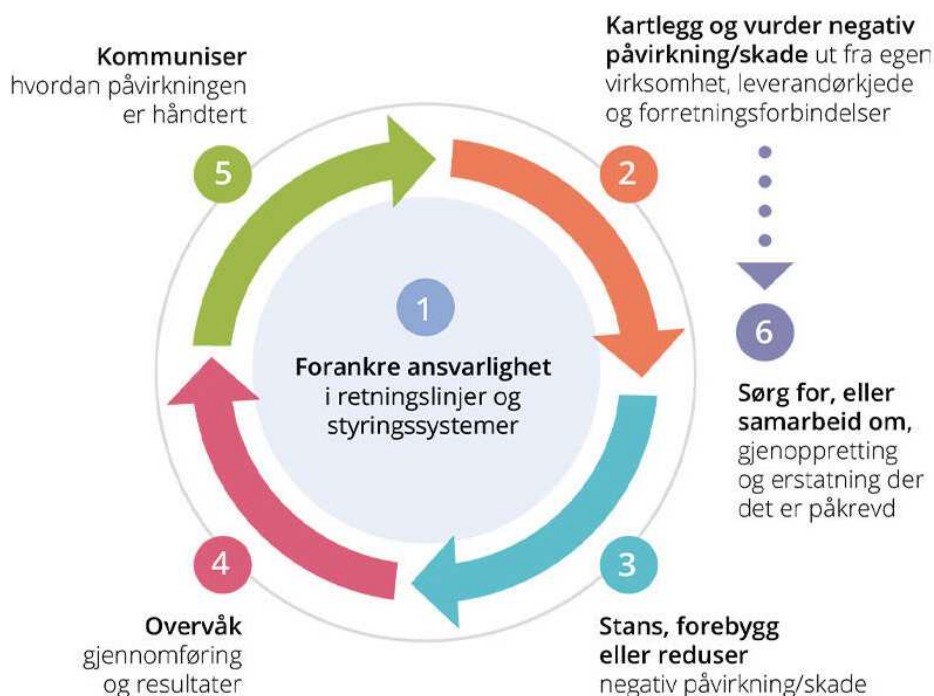 1
Forankre ansvarlighet
i retningslinjer og
styringssystemer
2
Kartlegg og vurder negativ
påvirkning/skade ut fra egen
virksomhet, leverandørkjede
og forretningsforbindelser
3
Stans, forebygg
eller reduser
negativ påvirkning/skade
4
Overvåk
gjennomføring
og resultater
5
Kommuniser
hvordan påvirkningen
er håndtert
6
Sørg for, eller
samarbeid om,
gjenoppretting
og erstatning der
det er påkrevd